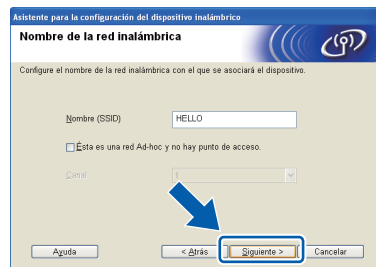 Asistente para la configuración del dispositivo inalámbrico
Nombre de la red inalámbrica
Configure el nombre de la red inalámbrica con el que se asociará el dispositivo.
Nombre (SSID) HELLO
Ésta es una red Ad-hoc y no hay punto de acceso.
Canal 1
Ayuda < Atrás Siguiente > Cancelar